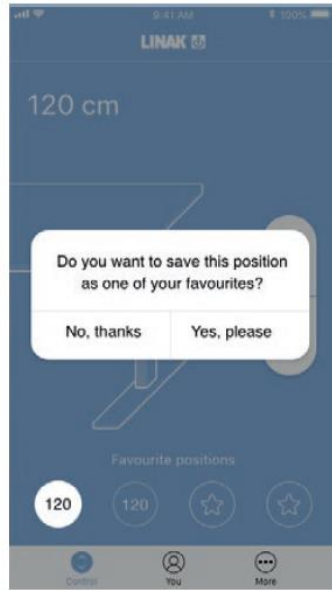 9:41 AM
100%
LINAK
120 cm
Do you want to save this position
as one of your favourites?
No, thanks
Yes, please
Favourite positions
120
120
Control
You
More